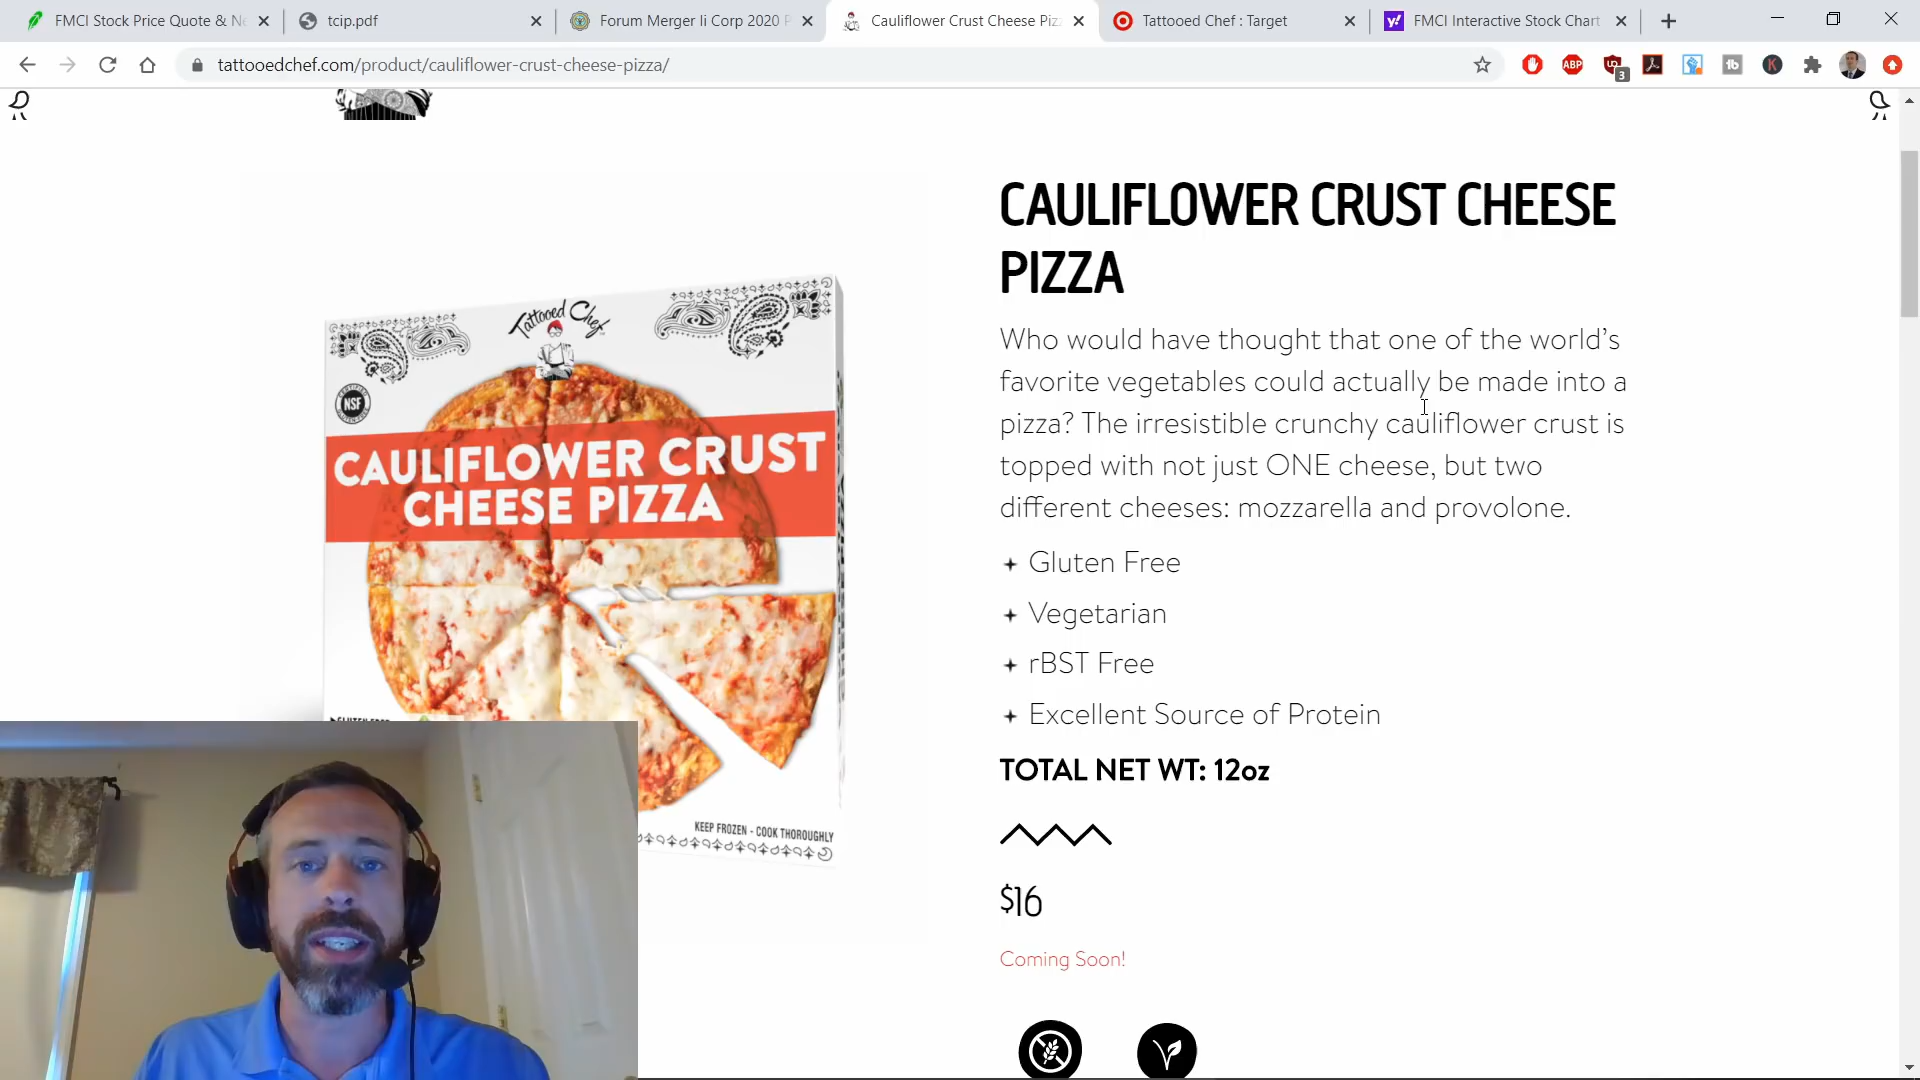 FMCI Stock Price Quote & Ne
tcip.pdf
Forum Merger Ii Corp 2020 P
Cauliflower Crust Cheese Piz
Tattooed Chef : Target
FMCI Interactive Stock Chart
tattooedchef.com/product/cauliflower-crust-cheese-pizza/
ABP
3
tb
K
CAULIFLOWER CRUST CHEESE
PIZZA
Who would have thought that one of the world's
favorite vegetables could actually be made into a
pizza? The irresistible crunchy cauliflower crust is
topped with not just ONE cheese, but two
different cheeses: mozzarella and provolone.
Gluten Free
Vegetarian
rBST Free
Excellent Source of Protein
TOTAL NET WT: 12oz
$16
Coming Soon!
Tattooed Chef
NSF
CAULIFLOWER CRUST
CHEESE PIZZA
KEEP FROZEN - COOK THOROUGHLY